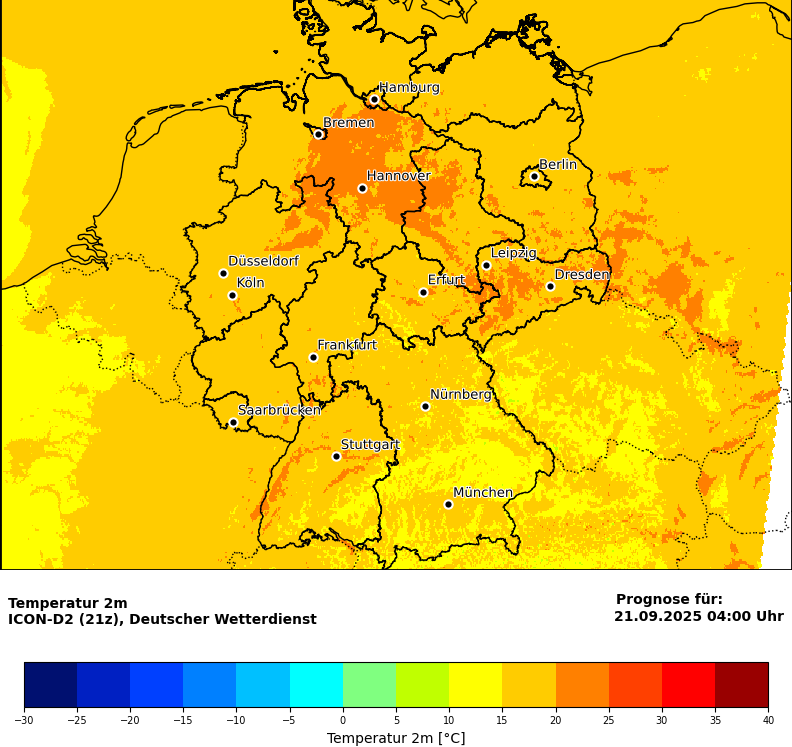 Hamburg
Bremen
Berlin
Hannover
Leipzig
Düsseldorf
Dresden
Köln
Erfurt
Frankfurt
Nürnberg
Saarbrücken
Stuttgart
München
Temperatur 2m
ICON-D2 (21z), Deutscher Wetterdienst
Prognose für:
21.09.2025 04:00 Uhr
−30 −25 −20 −15 −10 −5 0 5 10 15 20 25 30 35 40
Temperatur 2m [°C]